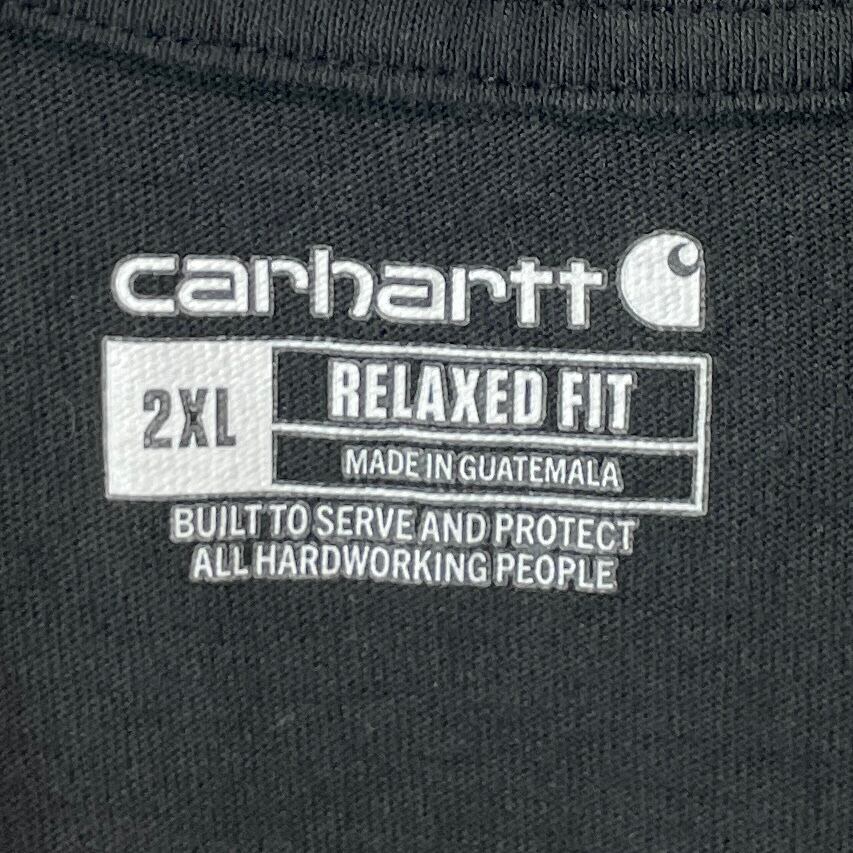 carhartt
2XL
RELAXED FIT
MADE IN GUATEMALA
BUILT TO SERVE AND PROTECT
ALL HARDWORKING PEOPLE